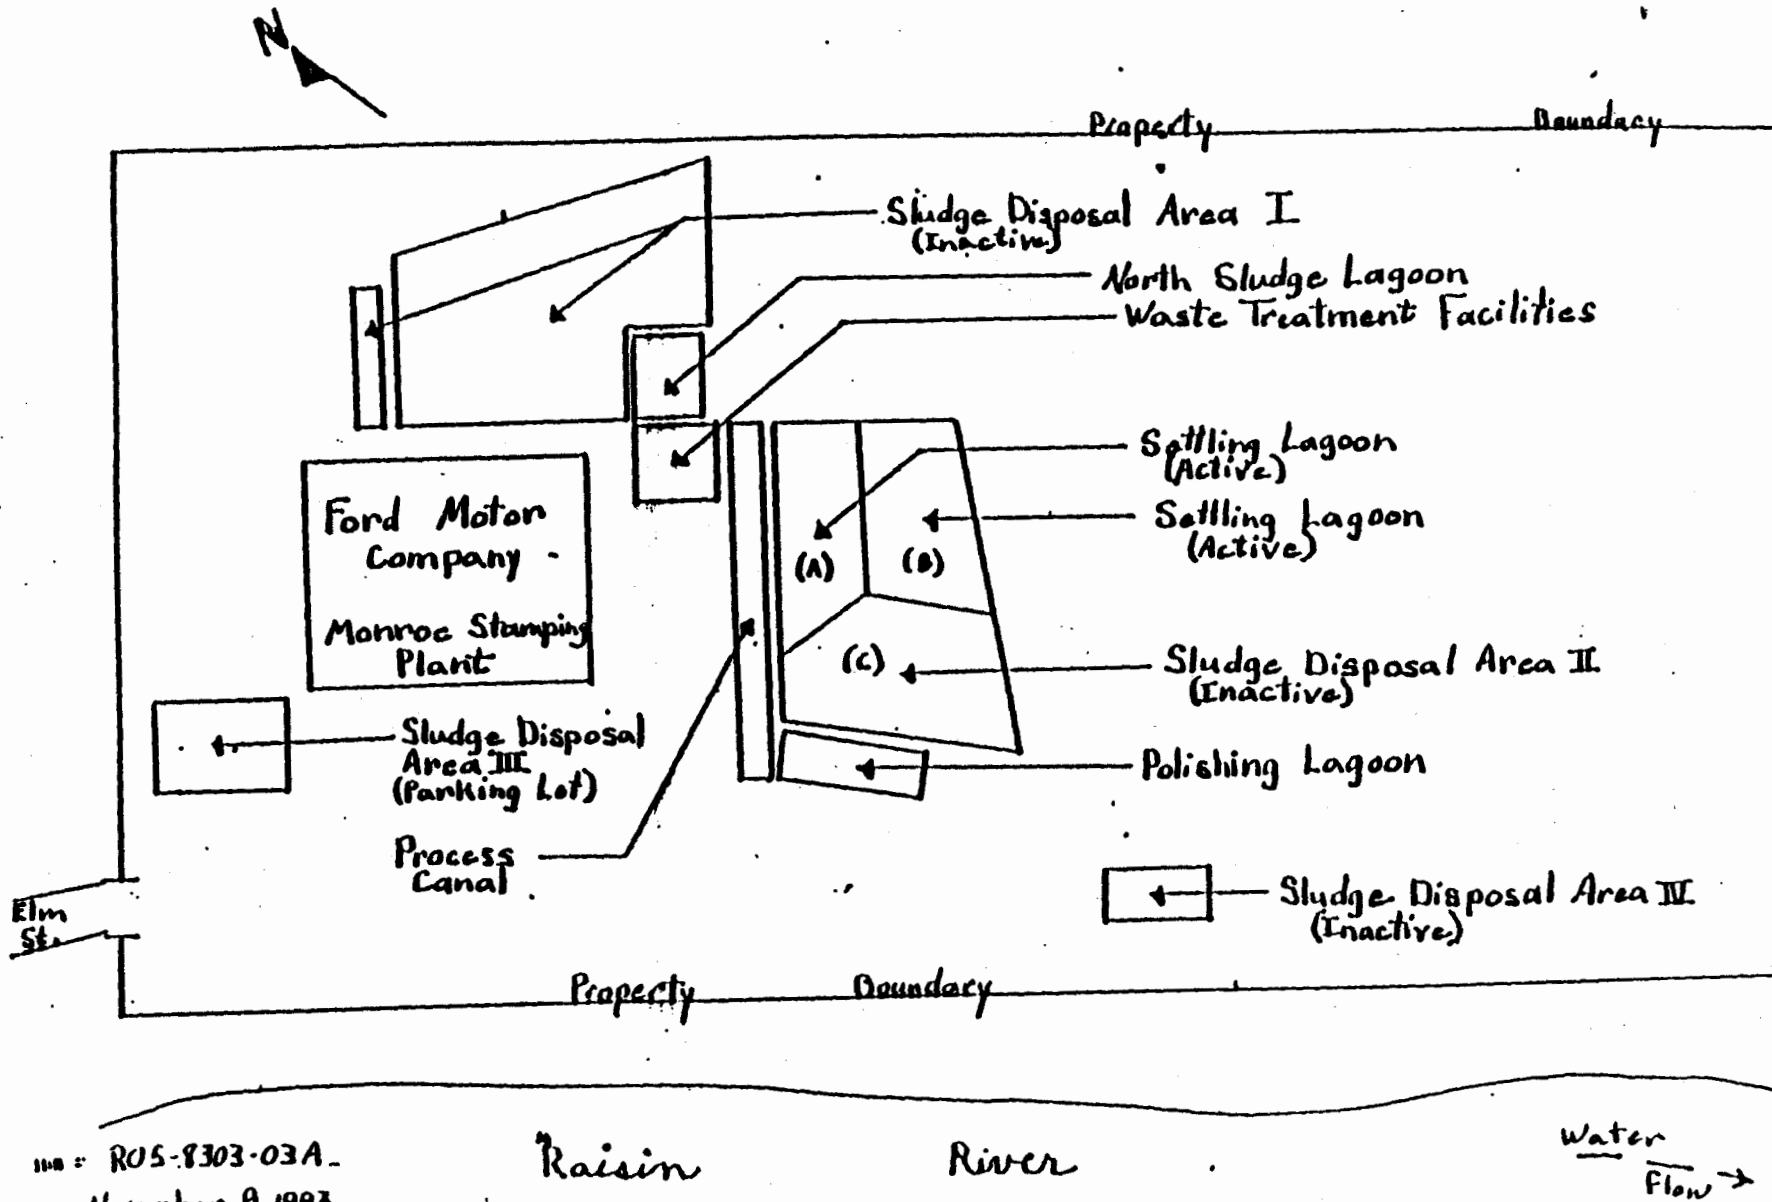 N
Property Boundary
Sludge Disposal Area I
(Inactive)
North Sludge Lagoon
Waste Treatment Facilities
Settling Lagoon
(Active)
Settling Lagoon
(Active)
Ford Motor
Company
Monroe Stamping
Plant
(A)
(B)
(C)
Sludge Disposal Area II
(Inactive)
Sludge Disposal
Area III
(Parking Lot)
Polishing Lagoon
Process
Canal
Elm
St.
Sludge Disposal Area IV
(Inactive)
Property Boundary
R05-8303-03A
Raisin River
Water
Flow